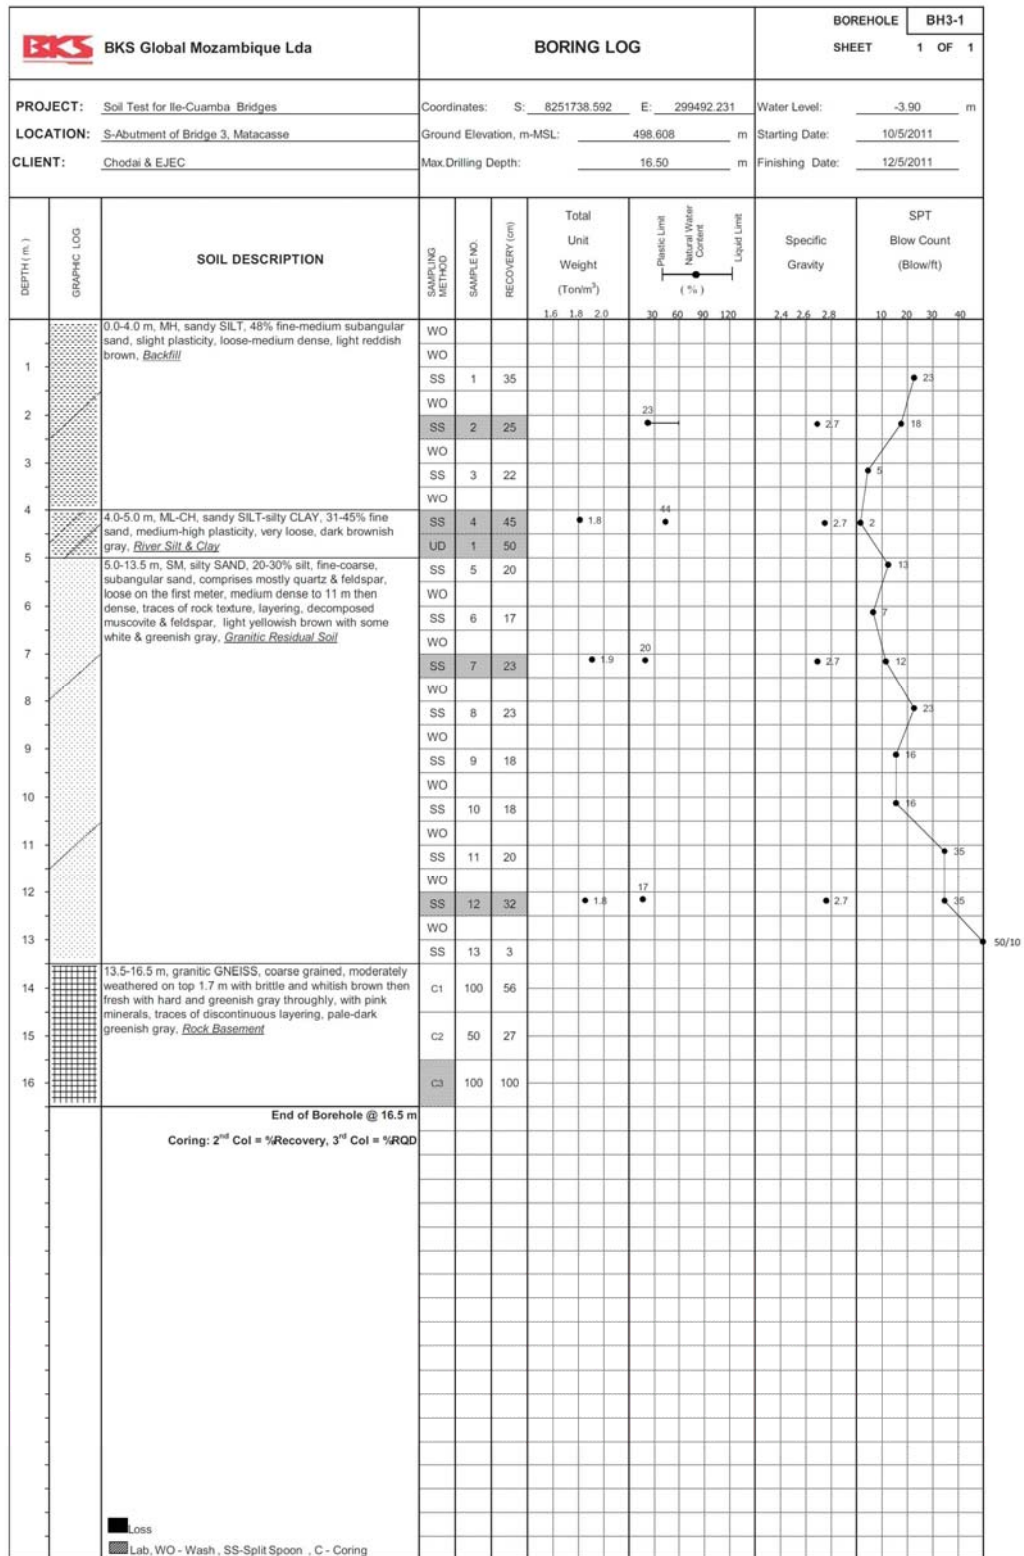 BOREHOLE BH3-1
BKS BKS Global Mozambique Lda BORING LOG SHEET 1 OF 1
PROJECT: Soil Test for Ile-Cuamba Bridges Coordinates: S: 8251738.592 E: 299492.231 Water Level: -3.90 m
LOCATION: S-Abutment of Bridge 3, Matacasse Ground Elevation, m-MSL: 498.608 m Starting Date: 10/5/2011
CLIENT: Chodai & EJEC Max.Drilling Depth: 16.50 m Finishing Date: 12/5/2011
DEPTH ( m. )
GRAPHIC LOG
SOIL DESCRIPTION
SAMPLING METHOD
SAMPLE NO.
RECOVERY (cm)
Total
Unit
Weight
(Ton/m³)
1.6 1.8 2.0
Plastic Limit
Natural Water Content
Liquid Limit
( % )
30 60 90 120
Specific
Gravity
2.4 2.6 2.8
SPT
Blow Count
(Blow/ft)
10 20 30 40
0.0-4.0 m, MH, sandy SILT, 48% fine-medium subangular
sand, slight plasticity, loose-medium dense, light reddish
brown, Backfill
WO
WO
1
SS 1 35 23
WO
2 23
SS 2 25 2.7 18
WO
3
SS 3 22 5
WO
4 44
4.0-5.0 m, ML-CH, sandy SILT-silty CLAY, 31-45% fine
sand, medium-high plasticity, very loose, dark brownish
gray, River Silt & Clay
SS 4 45 1.8 2.7 2
UD 1 50
5
5.0-13.5 m, SM, silty SAND, 20-30% silt, fine-coarse,
subangular sand, comprises mostly quartz & feldspar,
loose on the first meter, medium dense to 11 m then
dense, traces of rock texture, layering, decomposed
muscovite & feldspar, light yellowish brown with some
white & greenish gray, Granitic Residual Soil
SS 5 20 13
WO
6
SS 6 17 7
WO
7 20
SS 7 23 1.9 2.7 12
WO
8
SS 8 23 23
WO
9
SS 9 18 16
WO
10
SS 10 18 16
WO
11
SS 11 20 35
WO
12 17
SS 12 32 1.8 2.7 35
WO
13
SS 13 3 50/10
13.5-16.5 m, granitic GNEISS, coarse grained, moderately
weathered on top 1.7 m with brittle and whitish brown then
fresh with hard and greenish gray throughly, with pink
minerals, traces of discontinuous layering, pale-dark
greenish gray, Rock Basement
14 C1 100 56
15 C2 50 27
16 C3 100 100
End of Borehole @ 16.5 m
Coring: 2nd Col = %Recovery, 3rd Col = %RQD
Loss
Lab, WO - Wash , SS-Split Spoon , C - Coring